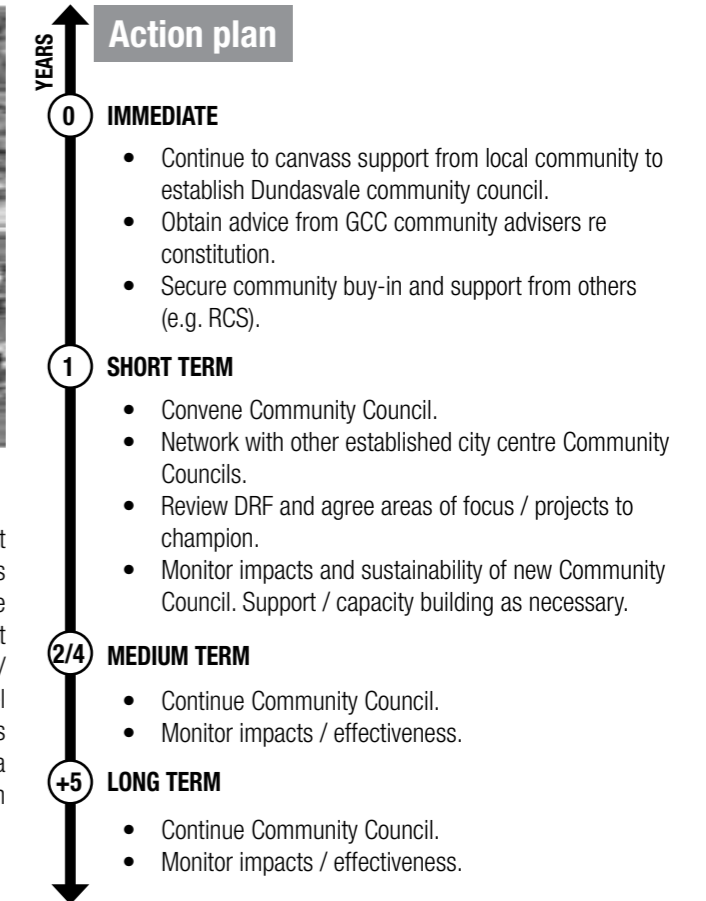 YEARS
Action plan
0 IMMEDIATE
• Continue to canvass support from local community to
establish Dundasvale community council.
• Obtain advice from GCC community advisers re
constitution.
• Secure community buy-in and support from others
(e.g. RCS).
1 SHORT TERM
• Convene Community Council.
• Network with other established city centre Community
Councils.
• Review DRF and agree areas of focus / projects to
champion.
• Monitor impacts and sustainability of new Community
Council. Support / capacity building as necessary.
2/4 MEDIUM TERM
• Continue Community Council.
• Monitor impacts / effectiveness.
+5 LONG TERM
• Continue Community Council.
• Monitor impacts / effectiveness.